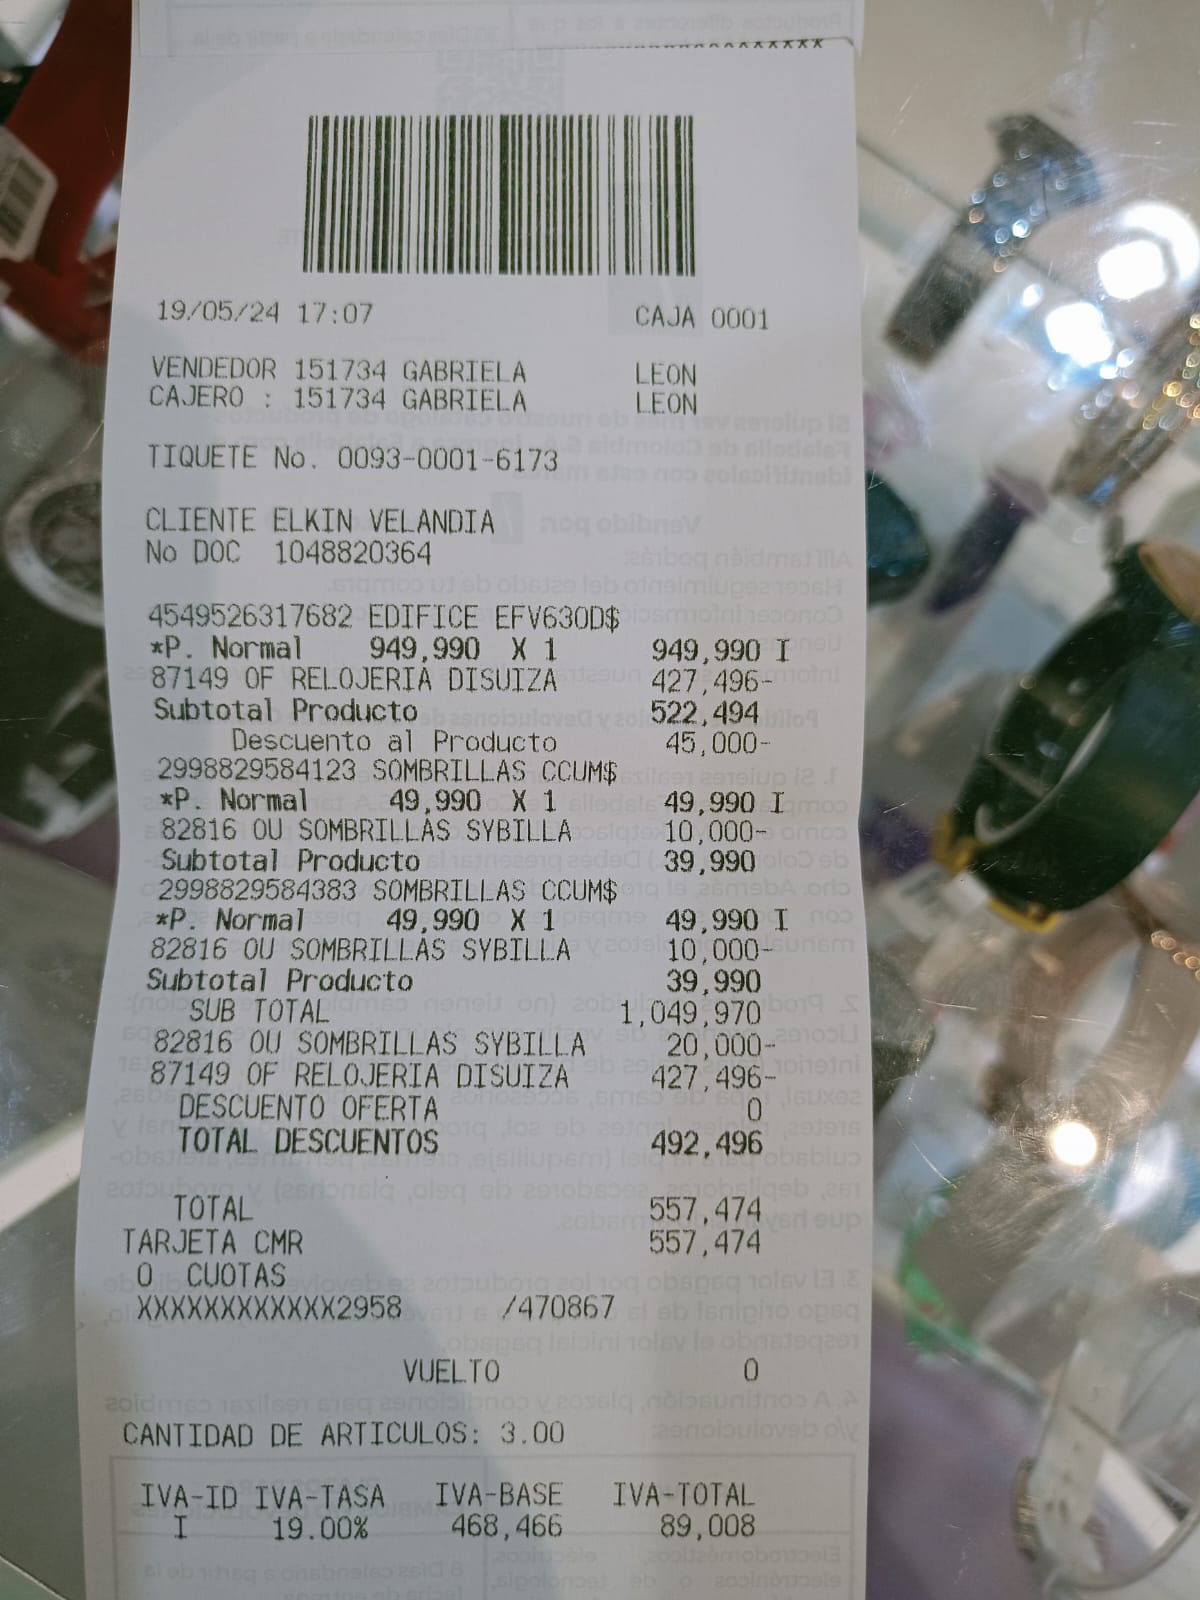 19/05/24 17:07 CAJA 0001
VENDEDOR 151734 GABRIELA LEON
CAJERO : 151734 GABRIELA LEON
TIQUETE No. 0093-0001-6173
CLIENTE ELKIN VELANDIA
No DOC 1048820364
4549526317682 EDIFICE EFV630D$
*P. Normal 949,990 X 1 949,990 I
87149 OF RELOJERIA DISUIZA 427,496-
Subtotal Producto 522,494
Descuento al Producto 45,000-
2998829584123 SOMBRILLAS CCUM$
*P. Normal 49,990 X 1 49,990 I
82816 OU SOMBRILLAS SYBILLA 10,000-
Subtotal Producto 39,990
2998829584383 SOMBRILLAS CCUM$
*P. Normal 49,990 X 1 49,990 I
82816 OU SOMBRILLAS SYBILLA 10,000-
Subtotal Producto 39,990
SUB TOTAL 1,049,970
82816 OU SOMBRILLAS SYBILLA 20,000-
87149 OF RELOJERIA DISUIZA 427,496-
DESCUENTO OFERTA 0
TOTAL DESCUENTOS 492,496
TOTAL 557,474
TARJETA CMR 557,474
0 CUOTAS
XXXXXXXXXXXX2958 /470867
VUELTO 0
CANTIDAD DE ARTICULOS: 3.00
IVA-ID IVA-TASA IVA-BASE IVA-TOTAL
I 19.00% 468,466 89,008